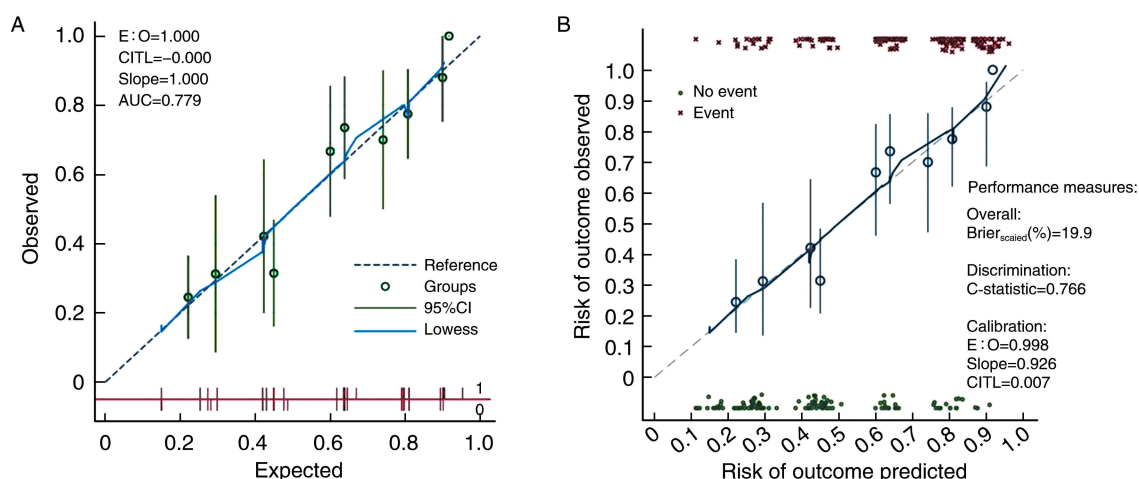 A
E:O=1.000
CITL=−0.000
Slope=1.000
AUC=0.779
1.0
0.8
0.6
0.4
0.2
0
Observed
Reference
Groups
95%CI
Lowess
1
0
0
0.2
0.4
0.6
0.8
1.0
Expected
B
No event
Event
1.0
0.9
0.8
0.7
0.6
0.5
0.4
0.3
0.2
0.1
0
Risk of outcome observed
Performance measures:
Overall:
Brierscaied(%)=19.9
Discrimination:
C-statistic=0.766
Calibration:
E:O=0.998
Slope=0.926
CITL=0.007
0
0.1
0.2
0.3
0.4
0.5
0.6
0.7
0.8
0.9
1.0
Risk of outcome predicted